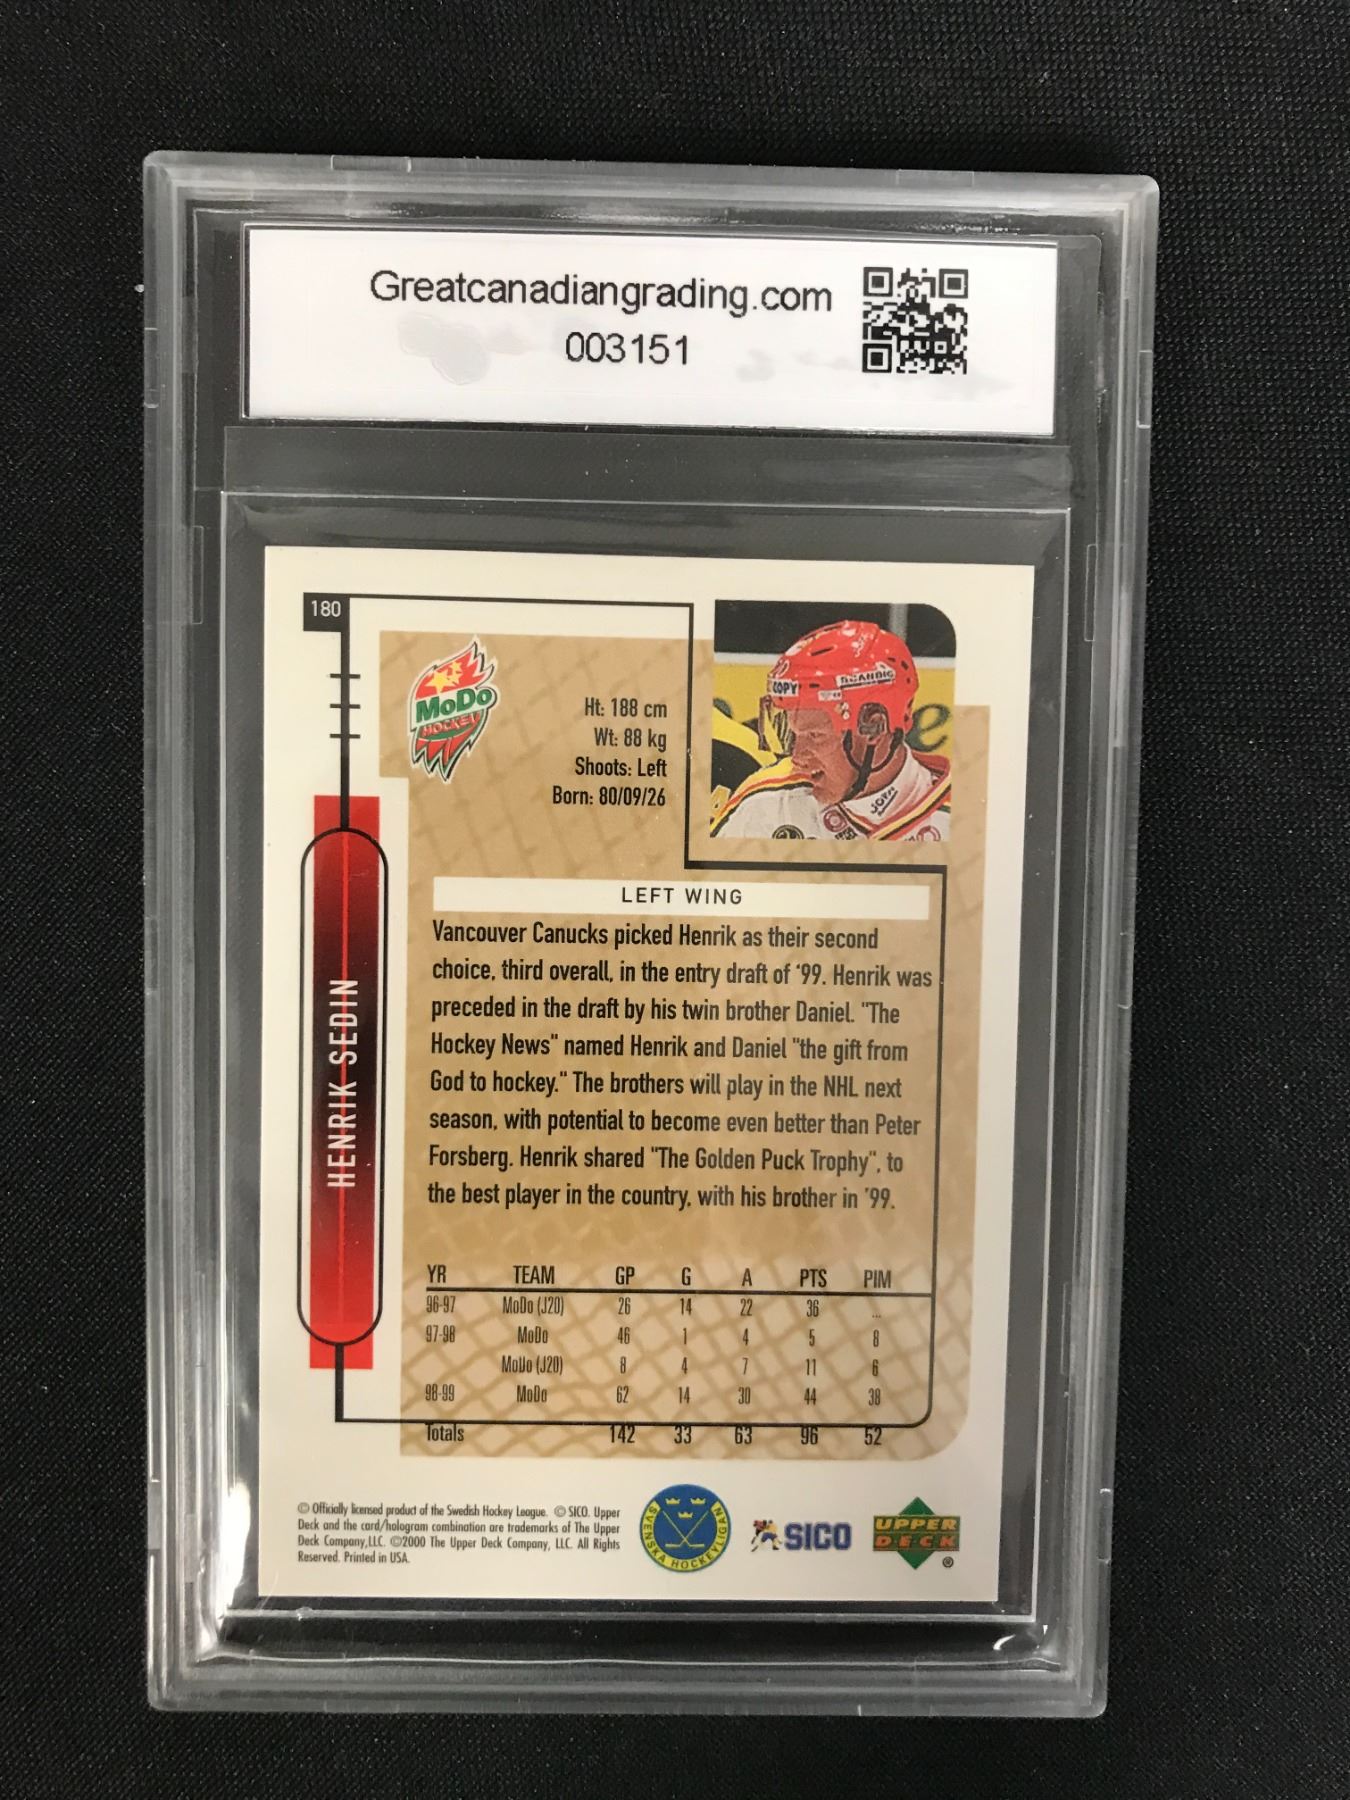 Greatcanadiangrading.com
003151
180
MoDo
HOCKEY
Ht: 188 cm
Wt: 88 kg
Shoots: Left
Born: 80/09/26
COPY
SCANDIC
JOFA
LEFT WING
Vancouver Canucks picked Henrik as their second
choice, third overall, in the entry draft of '99. Henrik was
preceded in the draft by his twin brother Daniel. "The
Hockey News" named Henrik and Daniel "the gift from
God to hockey." The brothers will play in the NHL next
season, with potential to become even better than Peter
Forsberg. Henrik shared "The Golden Puck Trophy", to
the best player in the country, with his brother in '99.
HENRIK SEDIN
YR TEAM GP G A PTS PIM
96-97 MoDo (J20) 26 14 22 36 ...
97-98 MoDo 46 1 4 5 8
MoDo (J20) 8 4 7 11 6
98-99 MoDo 62 14 30 44 38
Totals 142 33 63 96 52
© Officially licensed product of the Swedish Hockey League. © SICO. Upper
Deck and the card/hologram combination are trademarks of The Upper
Deck Company,LLC. ©2000 The Upper Deck Company, LLC. All Rights
Reserved. Printed in USA.
SVENSKA HOCKEYLIGAN
SICO
UPPER
DECK
®